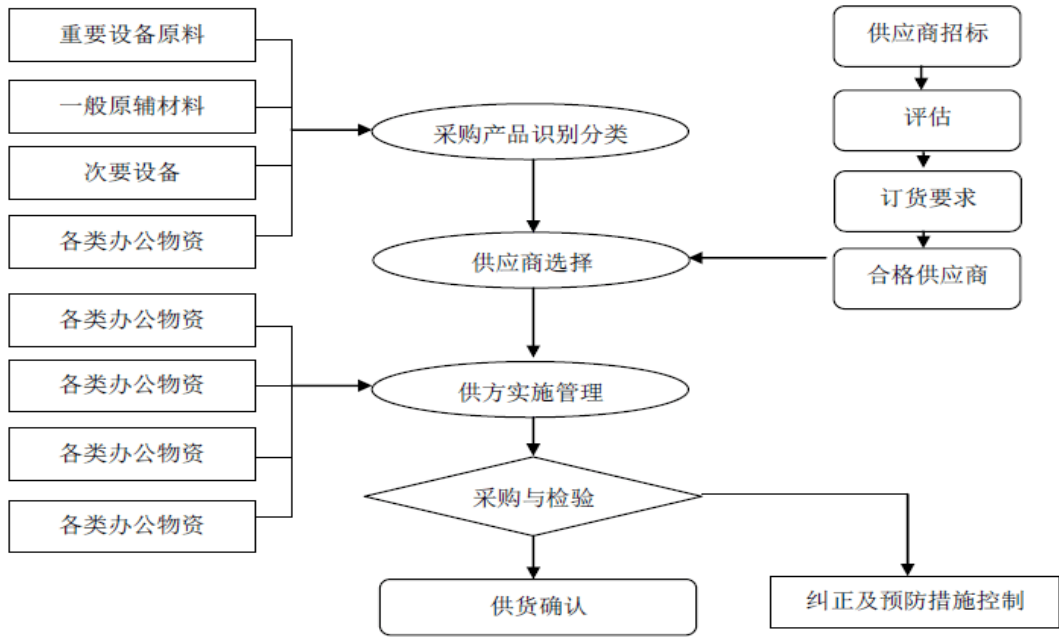 重要设备原料
一般原辅材料
次要设备
各类办公物资
各类办公物资
各类办公物资
各类办公物资
各类办公物资
采购产品识别分类
供应商选择
供方实施管理
采购与检验
供货确认
供应商招标
评估
订货要求
合格供应商
纠正及预防措施控制